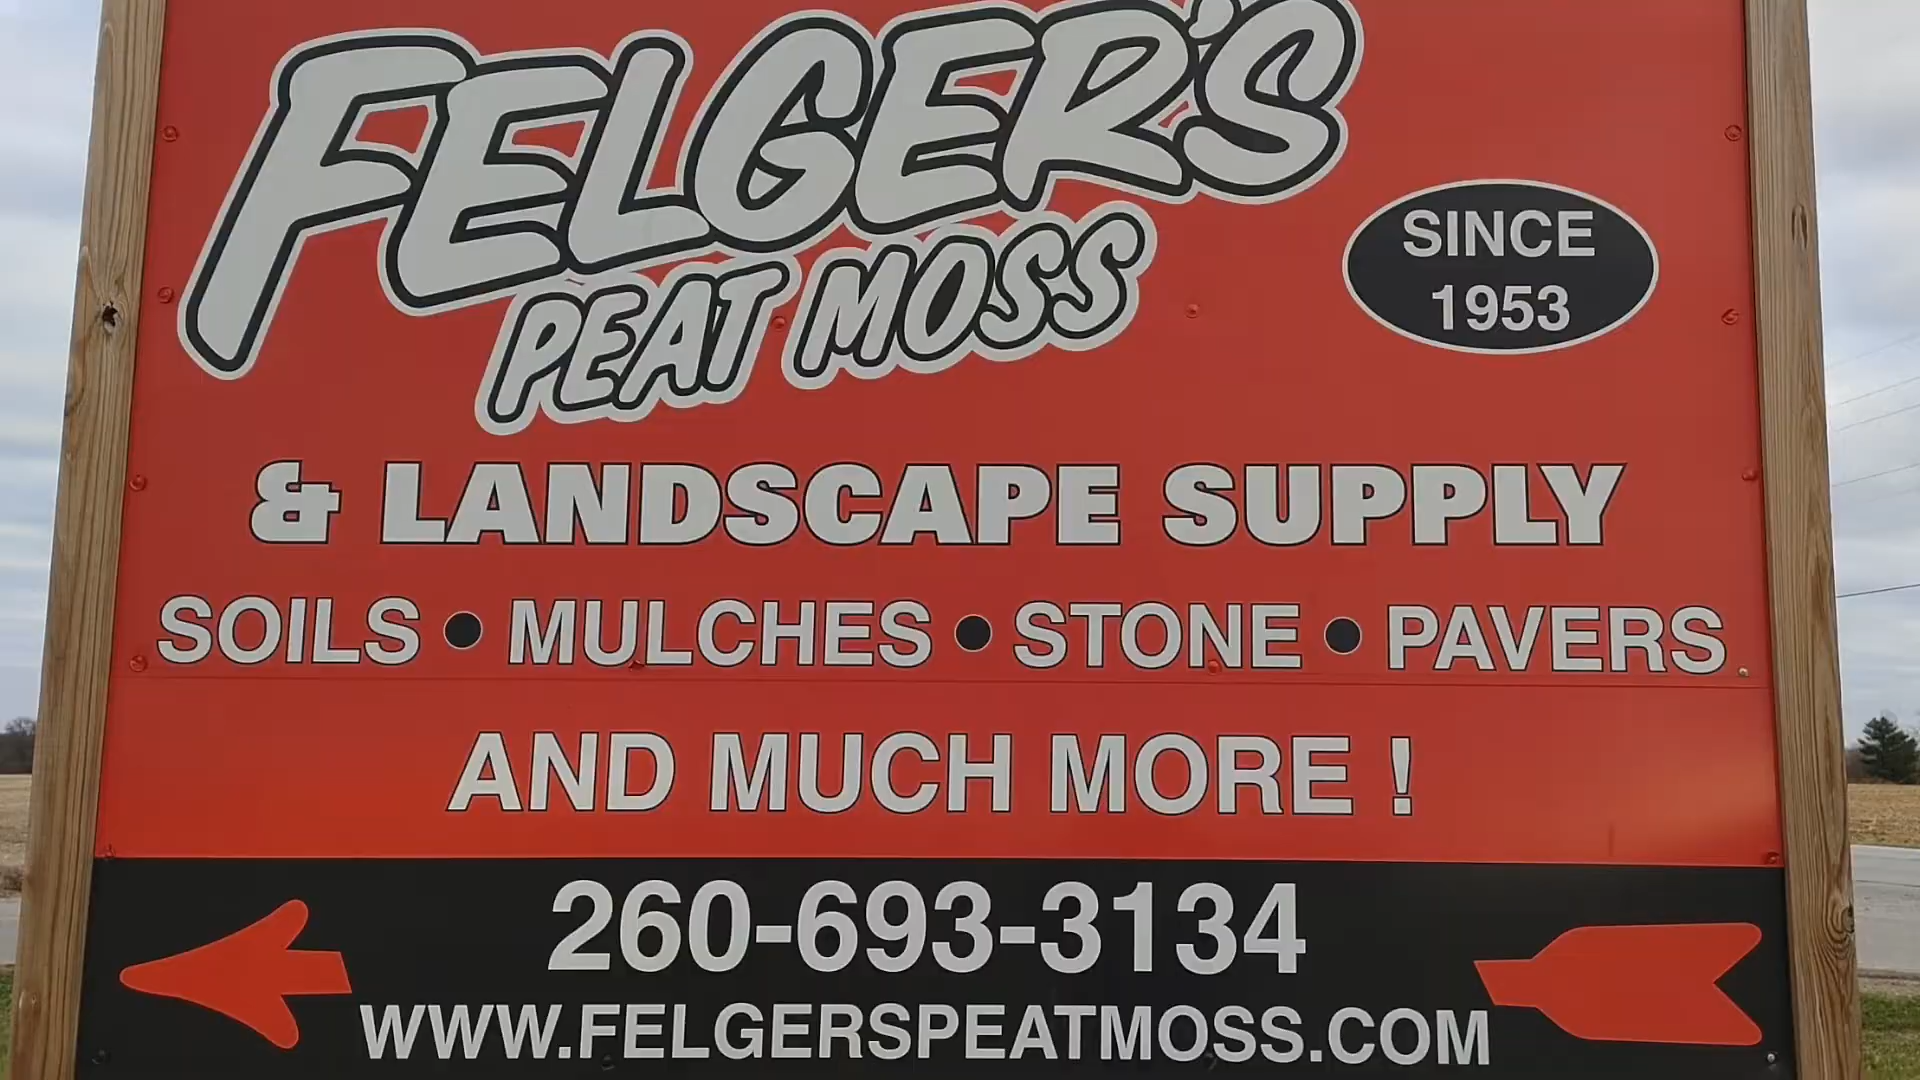 FELGER'S
PEAT MOSS
SINCE
1953
& LANDSCAPE SUPPLY
SOILS • MULCHES • STONE • PAVERS
AND MUCH MORE !
260-693-3134
WWW.FELGERSPEATMOSS.COM